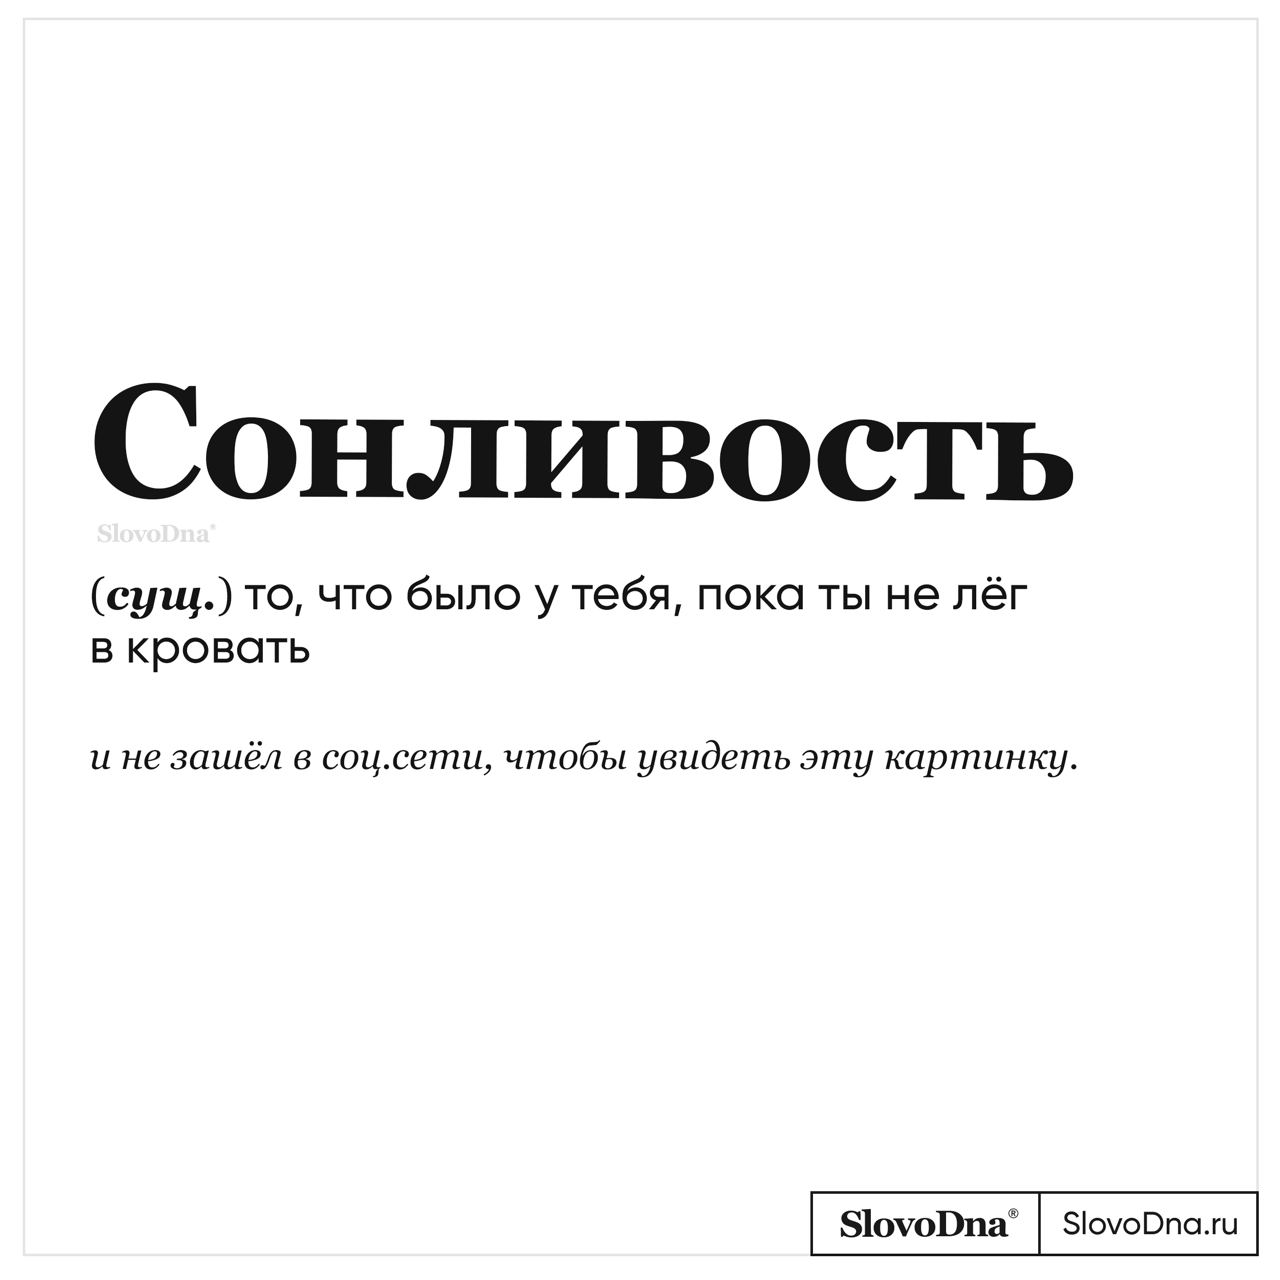 Сонливость
SlovoDna®
(сущ.) то, что было у тебя, пока ты не лёг
в кровать
и не зашёл в соц.сети, чтобы увидеть эту картинку.
SlovoDna® SlovoDna.ru